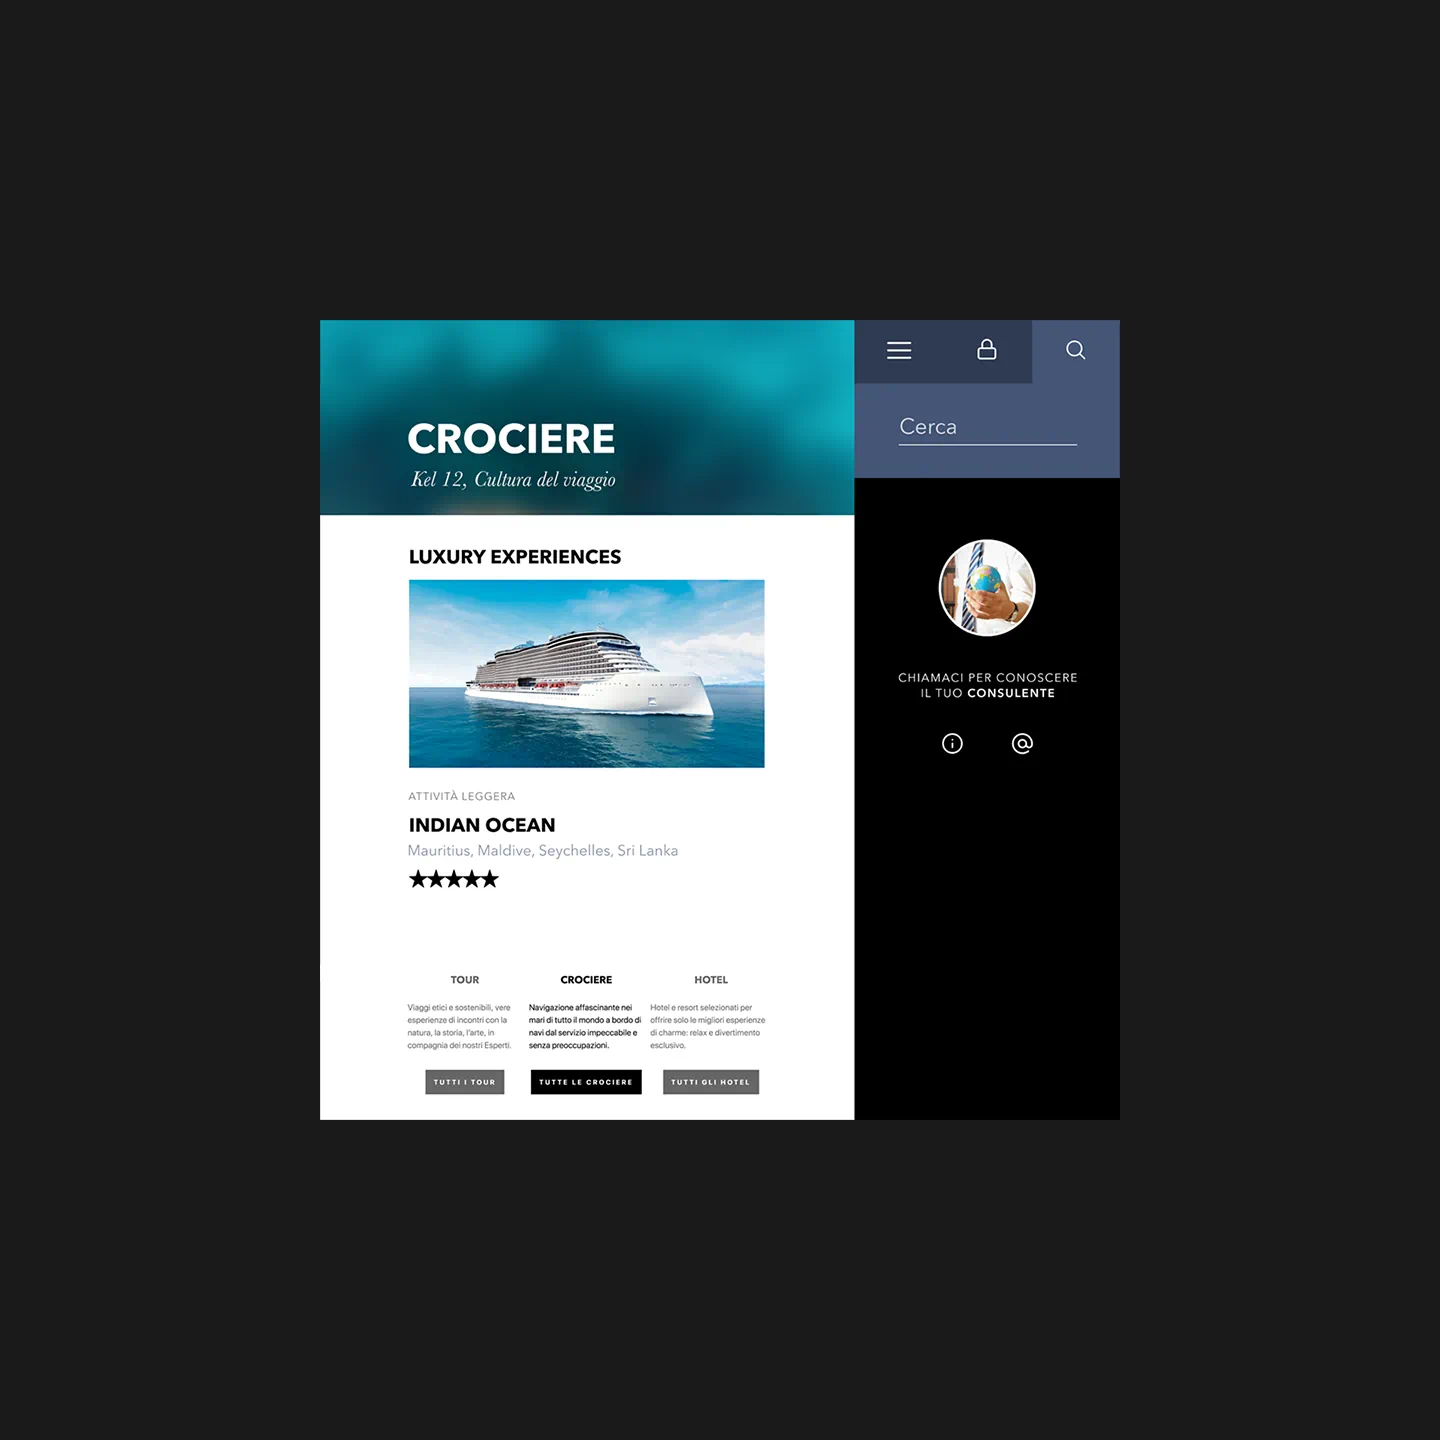 CROCIERE
Kel 12, Cultura del viaggio
Cerca
LUXURY EXPERIENCES
ATTIVITÀ LEGGERA
INDIAN OCEAN
Mauritius, Maldive, Seychelles, Sri Lanka
CHIAMACI PER CONOSCERE
IL TUO CONSULENTE
TOUR
Viaggi etici e sostenibili, vere
esperienze di incontri con la
natura, la storia, l'arte, in
compagnia dei nostri Esperti.
TUTTI I TOUR
CROCIERE
Navigazione affascinante nei
mari di tutto il mondo a bordo di
navi dal servizio impeccabile e
senza preoccupazioni.
TUTTE LE CROCIERE
HOTEL
Hotel e resort selezionati per
offrire solo le migliori esperienze
di charme: relax e divertimento
esclusivo.
TUTTI GLI HOTEL